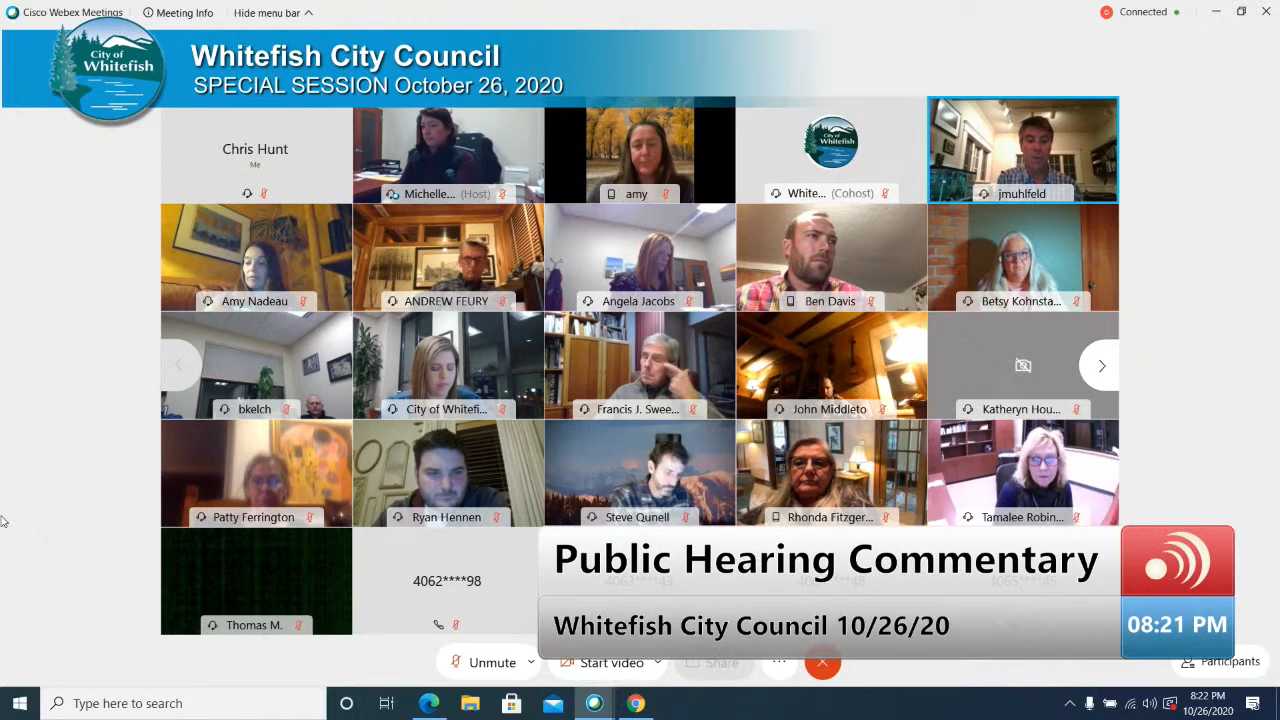 Cisco Webex Meetings
Meeting Info
Hide menu bar
Connected
City of
Whitefish
Whitefish City Council
SPECIAL SESSION October 26, 2020
Chris Hunt
Me
Michelle... (Host)
amy
City of
Whitefish
White... (Cohost)
jmuhlfeld
Amy Nadeau
ANDREW FEURY
Angela Jacobs
Ben Davis
Betsy Kohnsta...
bkelch
City of Whitefi...
Francis J. Swee...
John Middleto
Katheryn Hou...
Patty Ferrington
Ryan Hennen
Steve Qunell
Rhonda Fitzger...
Tamalee Robin...
Thomas M.
4062****98
Public Hearing Commentary
Whitefish City Council 10/26/20
08:21 PM
Unmute
Start video
Share
Participants
Type here to search
8:22 PM
10/26/2020